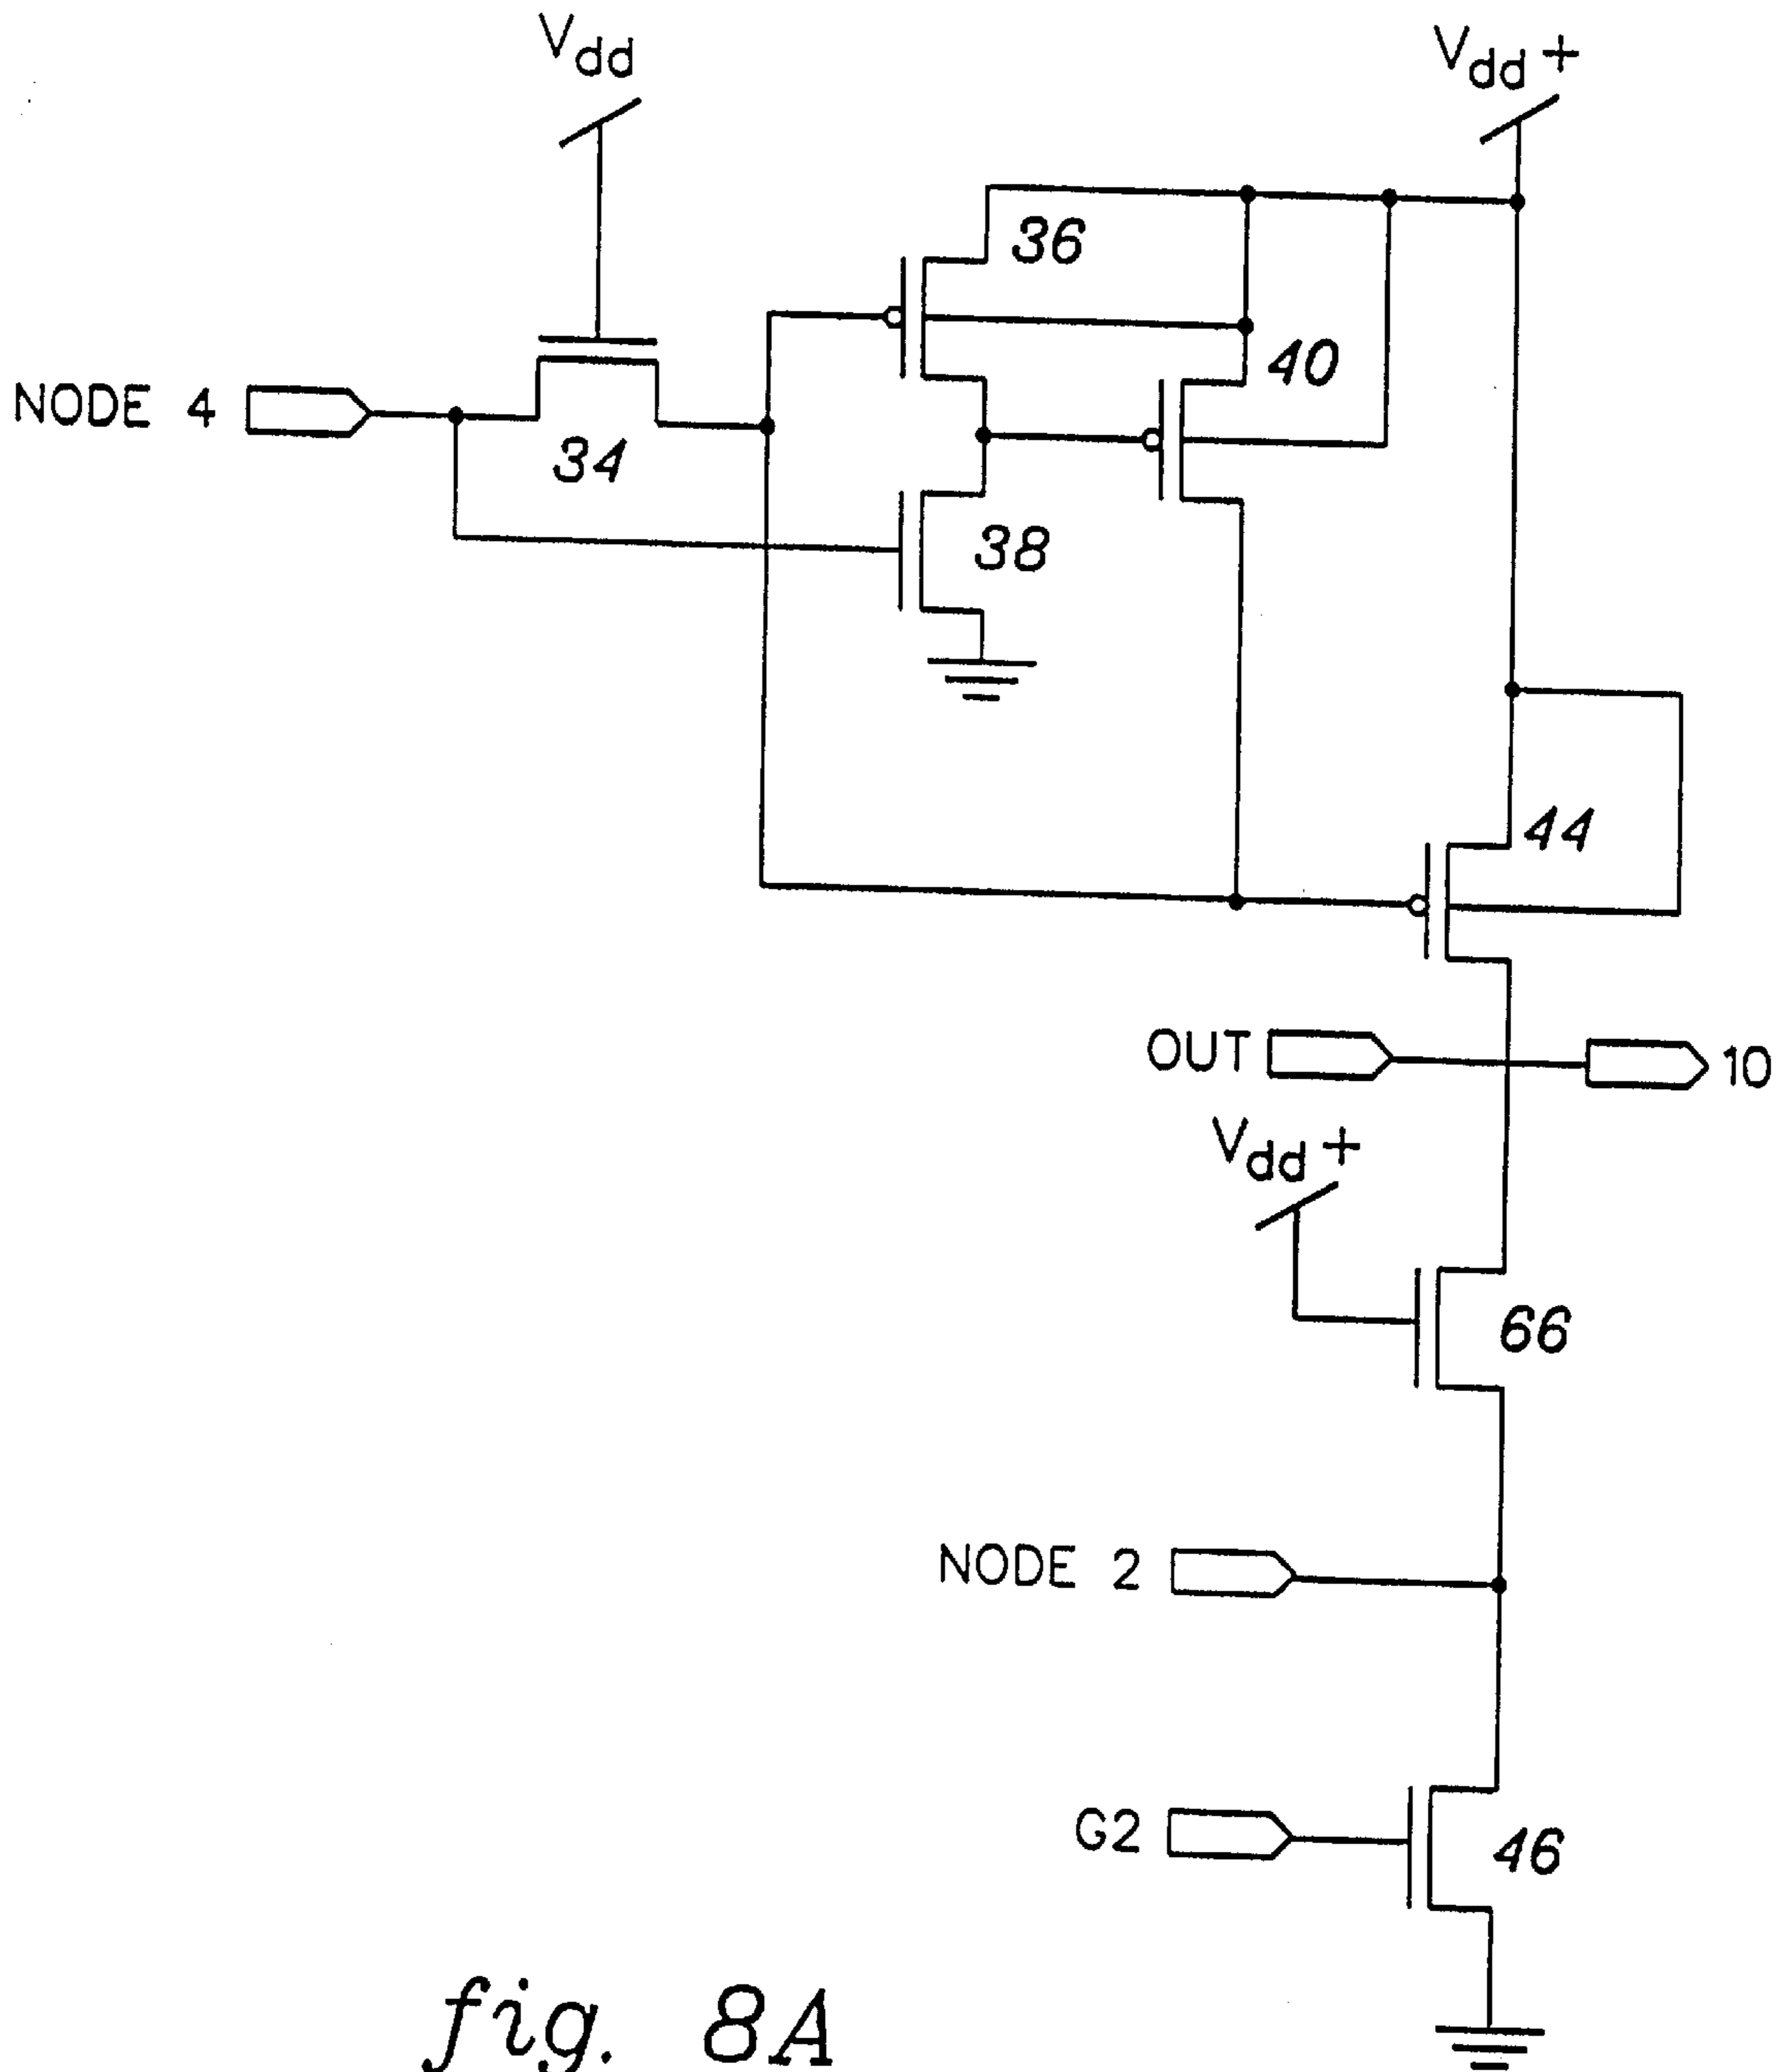 Vdd
Vdd+
36
40
NODE 4
34
38
44
OUT
10
Vdd+
66
NODE 2
G2
46
fig. 8A